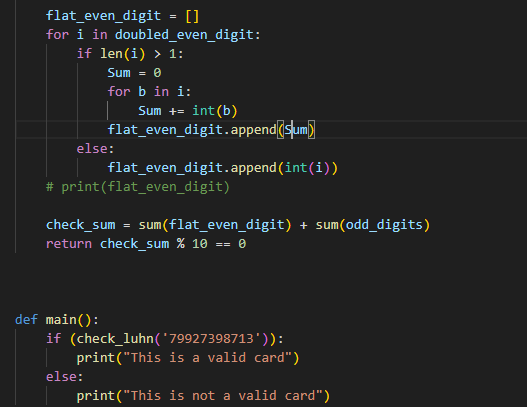 flat_even_digit = []
for i in doubled_even_digit:
if len(i) > 1:
Sum = 0
for b in i:
Sum += int(b)
flat_even_digit.append(Sum)
else:
flat_even_digit.append(int(i))
# print(flat_even_digit)
check_sum = sum(flat_even_digit) + sum(odd_digits)
return check_sum % 10 == 0
def main():
if (check_luhn('79927398713')):
print("This is a valid card")
else:
print("This is not a valid card")